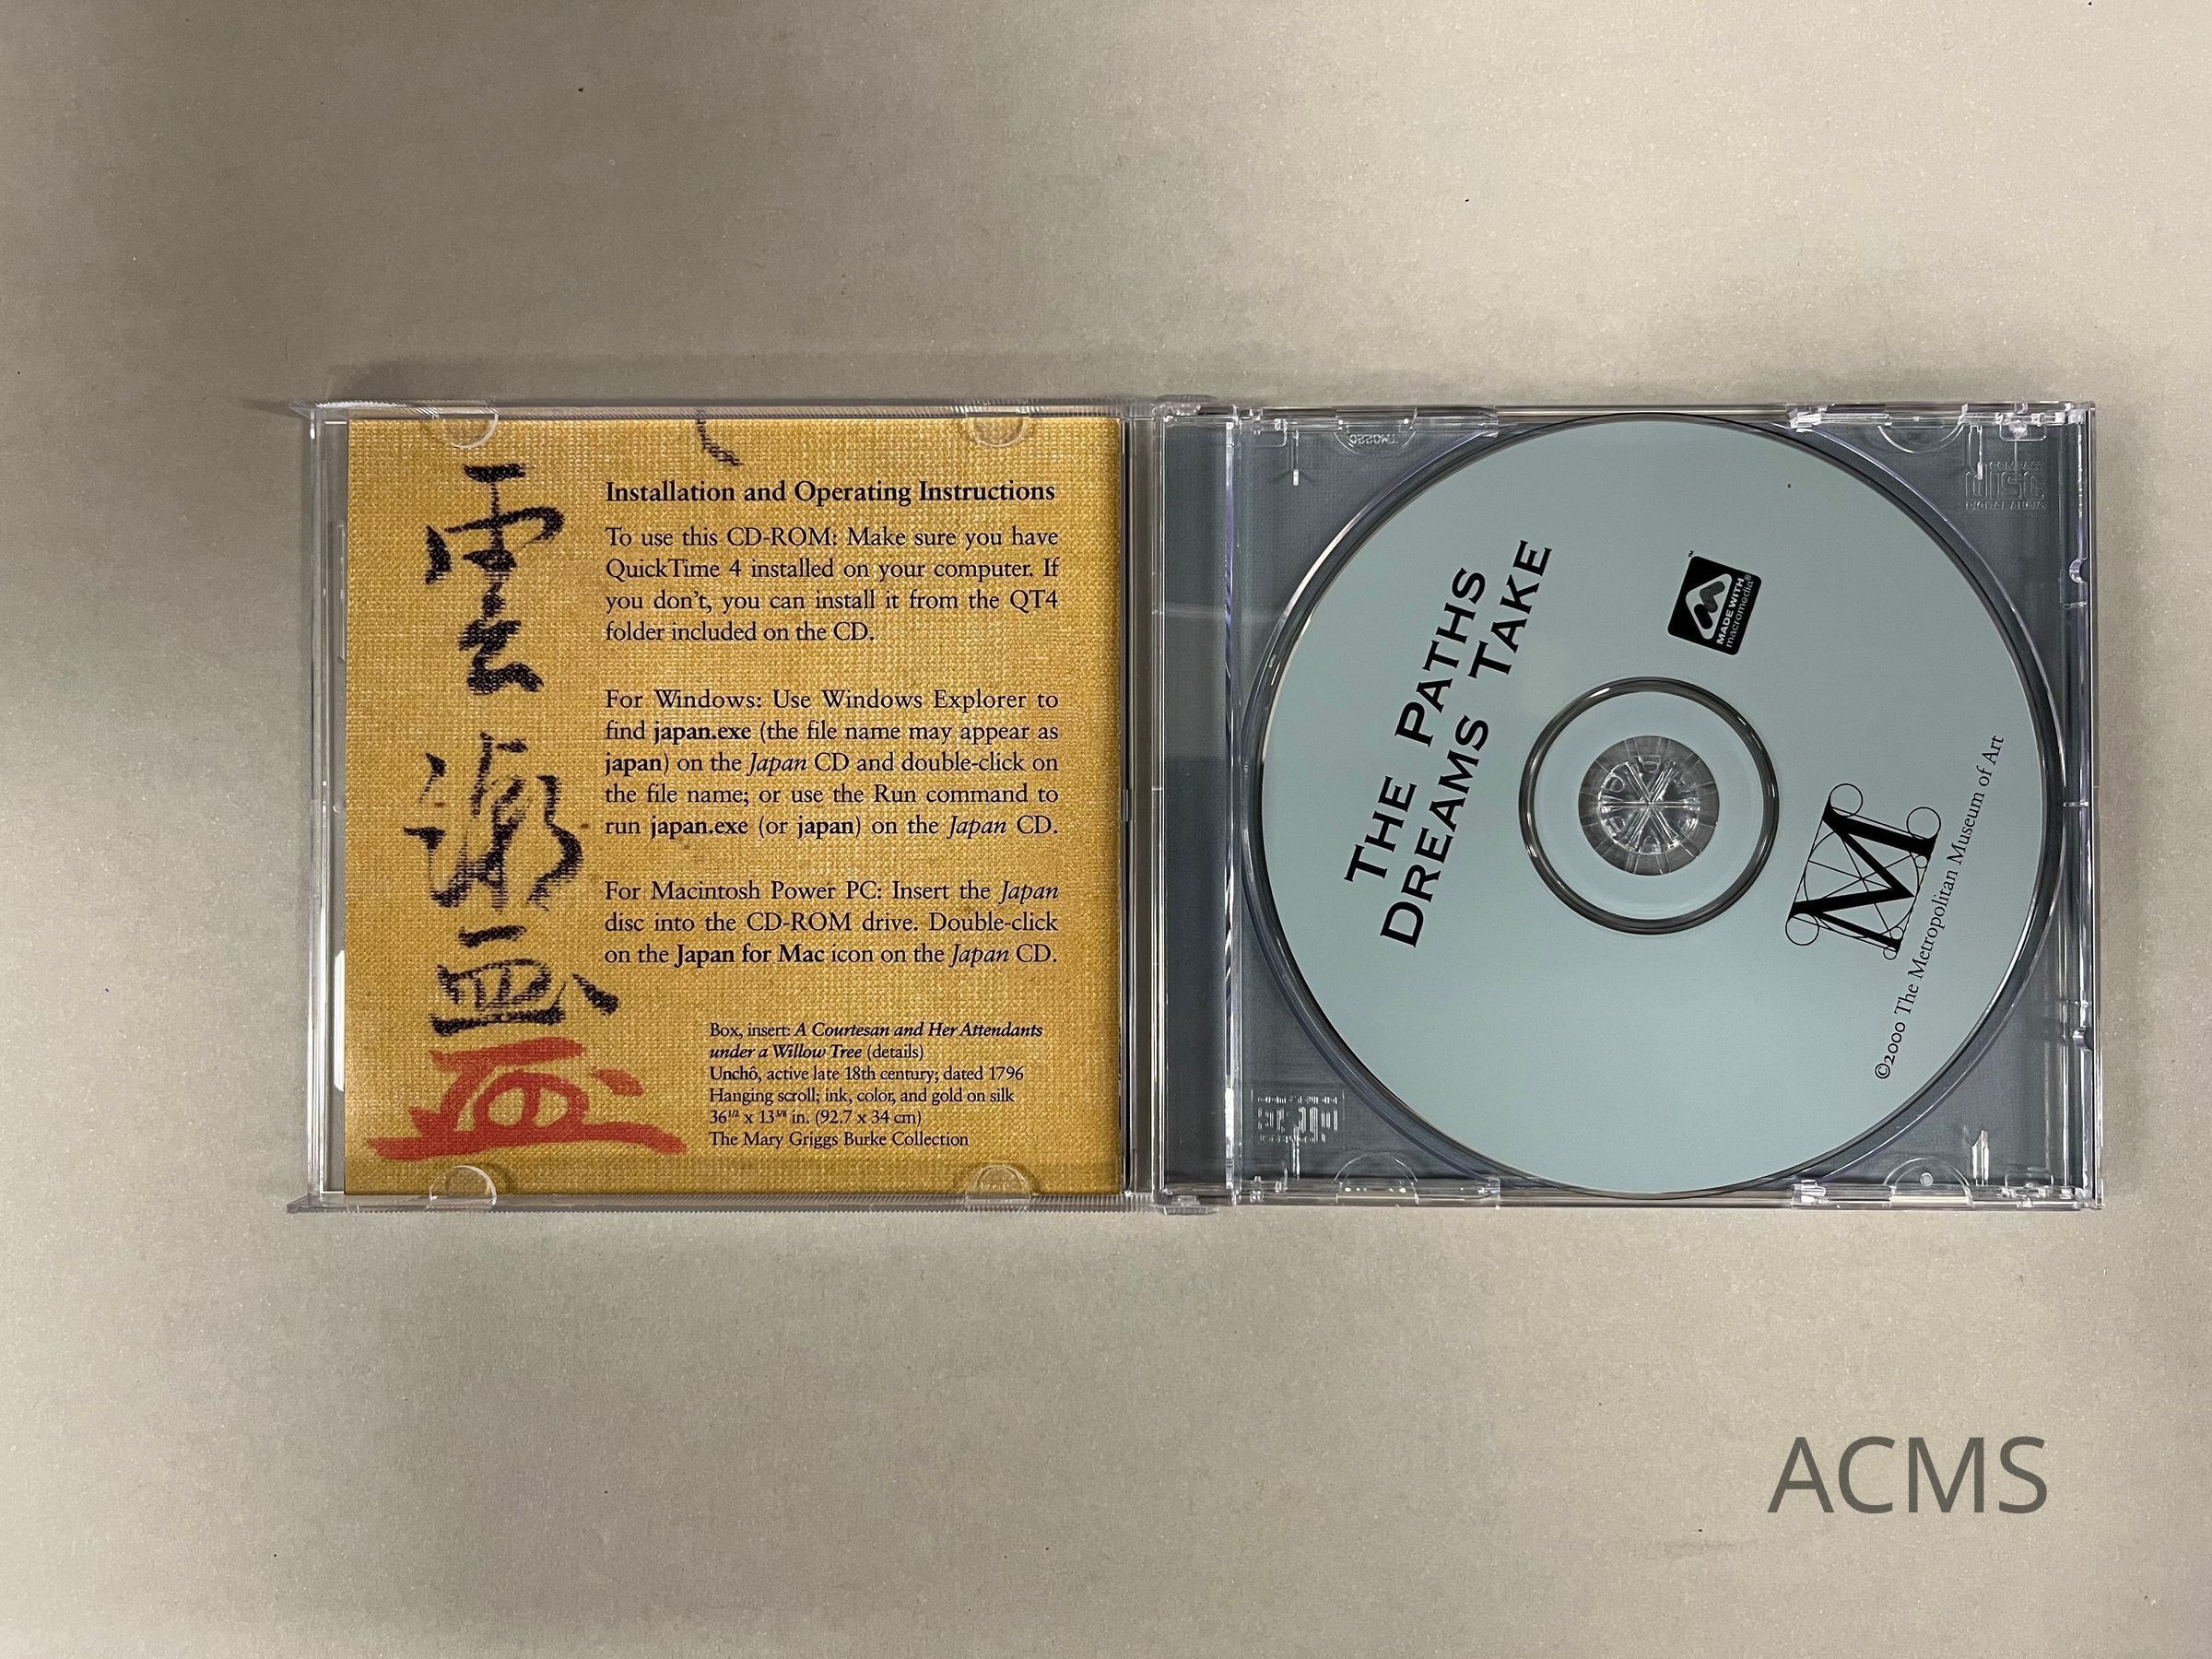 Installation and Operating Instructions
To use this CD-ROM: Make sure you have
QuickTime 4 installed on your computer. If
you don't, you can install it from the QT4
folder included on the CD.
For Windows: Use Windows Explorer to
find japan.exe (the file name may appear as
japan) on the Japan CD and double-click on
the file name; or use the Run command to
run japan.exe (or japan) on the Japan CD.
For Macintosh Power PC: Insert the Japan
disc into the CD-ROM drive. Double-click
on the Japan for Mac icon on the Japan CD.
Box, insert: A Courtesan and Her Attendants
under a Willow Tree (details)
Unchô, active late 18th century; dated 1796
Hanging scroll; ink, color, and gold on silk
36 1/2 x 13 3/8 in. (92.7 x 34 cm)
The Mary Griggs Burke Collection
THE PATHS
DREAMS TAKE
MADE WITH
macromedia®
M
©2000 The Metropolitan Museum of Art
COMPACT
DISC
DIGITAL AUDIO
ACMS